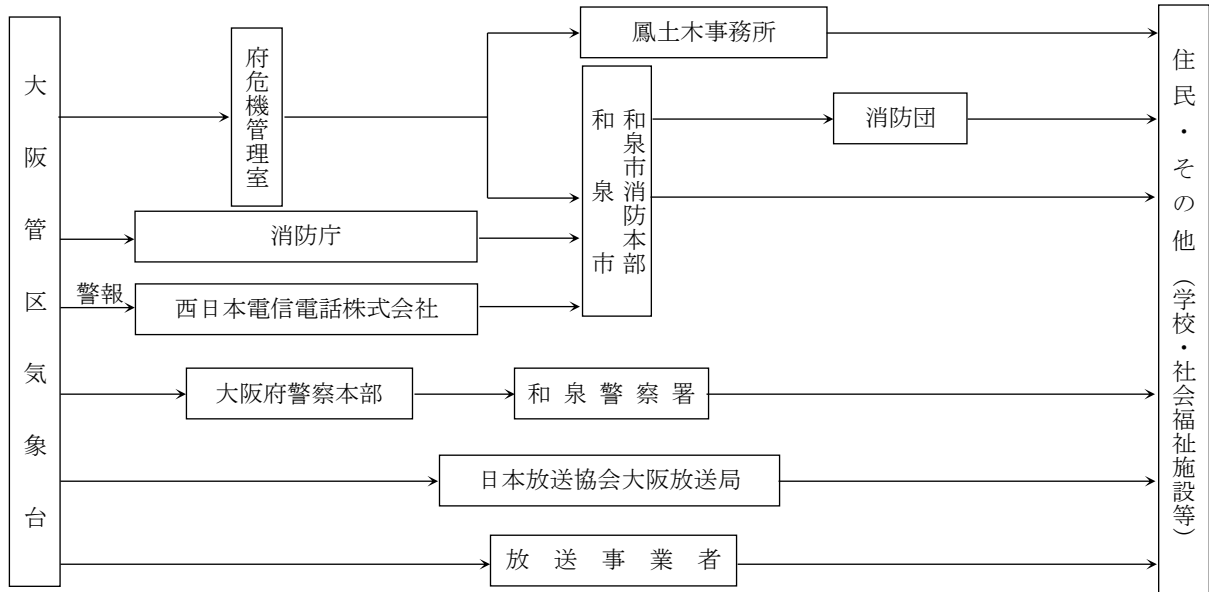 大阪管区気象台
府危機管理室
鳳土木事務所
和泉市消防本部
和泉市
消防団
消防庁
警報
西日本電信電話株式会社
大阪府警察本部
和泉警察署
日本放送協会大阪放送局
放送事業者
住民・その他（学校・社会福祉施設等）